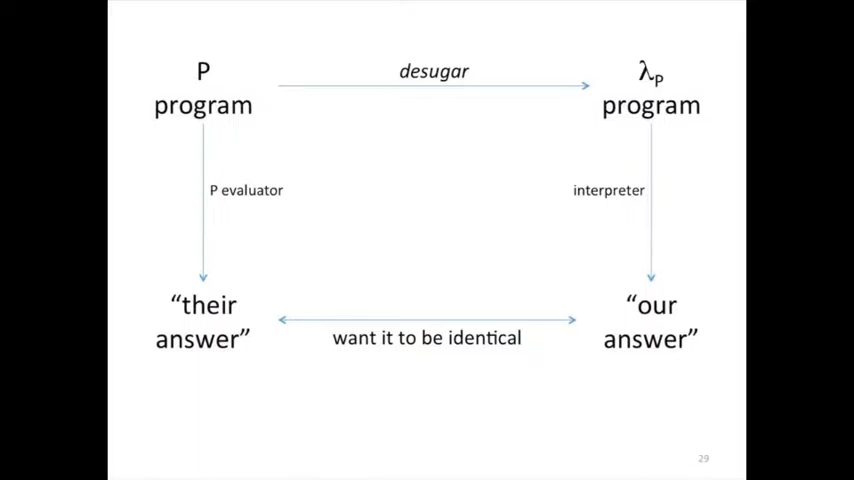 P
program
desugar
λP
program
P evaluator
interpreter
“their
answer”
want it to be identical
“our
answer”
29